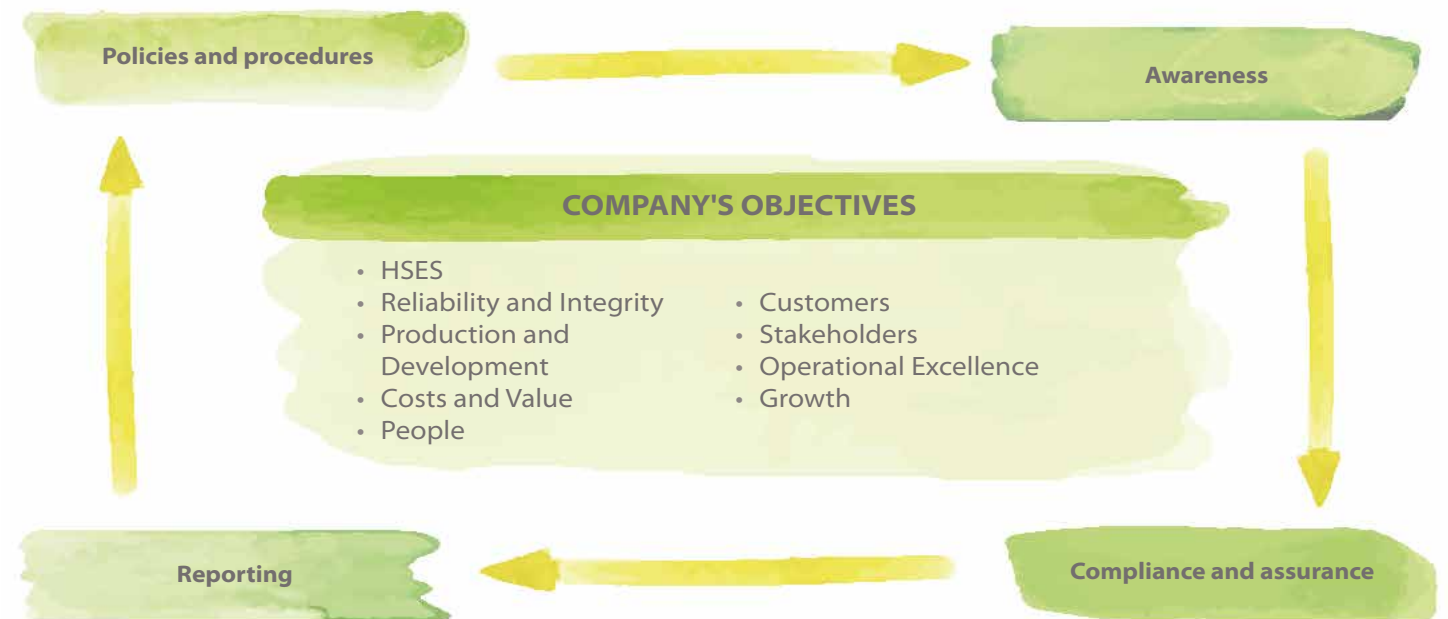 Policies and procedures
Awareness
COMPANY'S OBJECTIVES
• HSES
• Reliability and Integrity
• Production and
Development
• Costs and Value
• People
• Customers
• Stakeholders
• Operational Excellence
• Growth
Reporting
Compliance and assurance